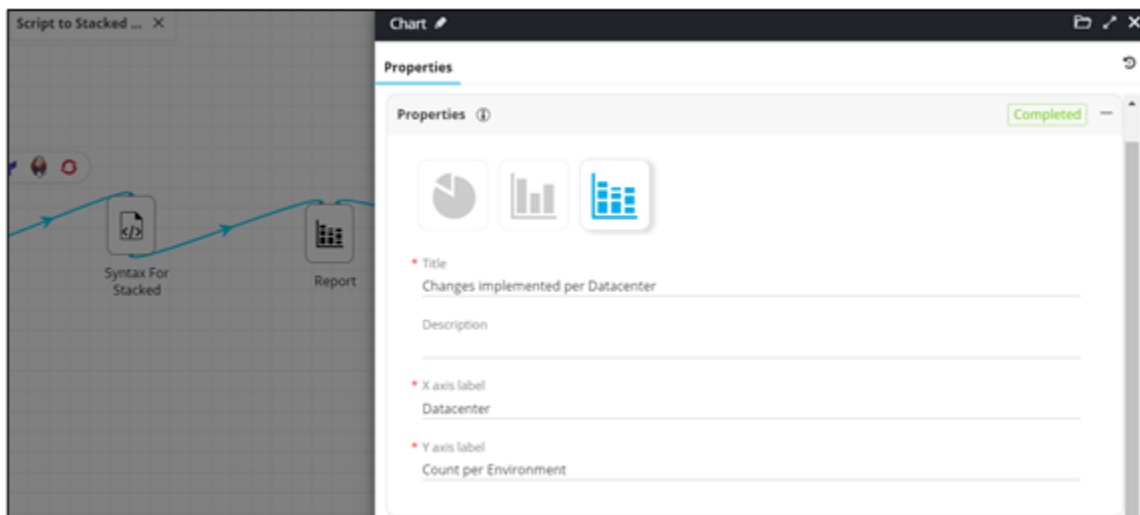 Script to Stacked ...
Chart
Properties
Properties
Completed
</>
Syntax For
Stacked
Report
* Title
Changes implemented per Datacenter
Description
* X axis label
Datacenter
* Y axis label
Count per Environment